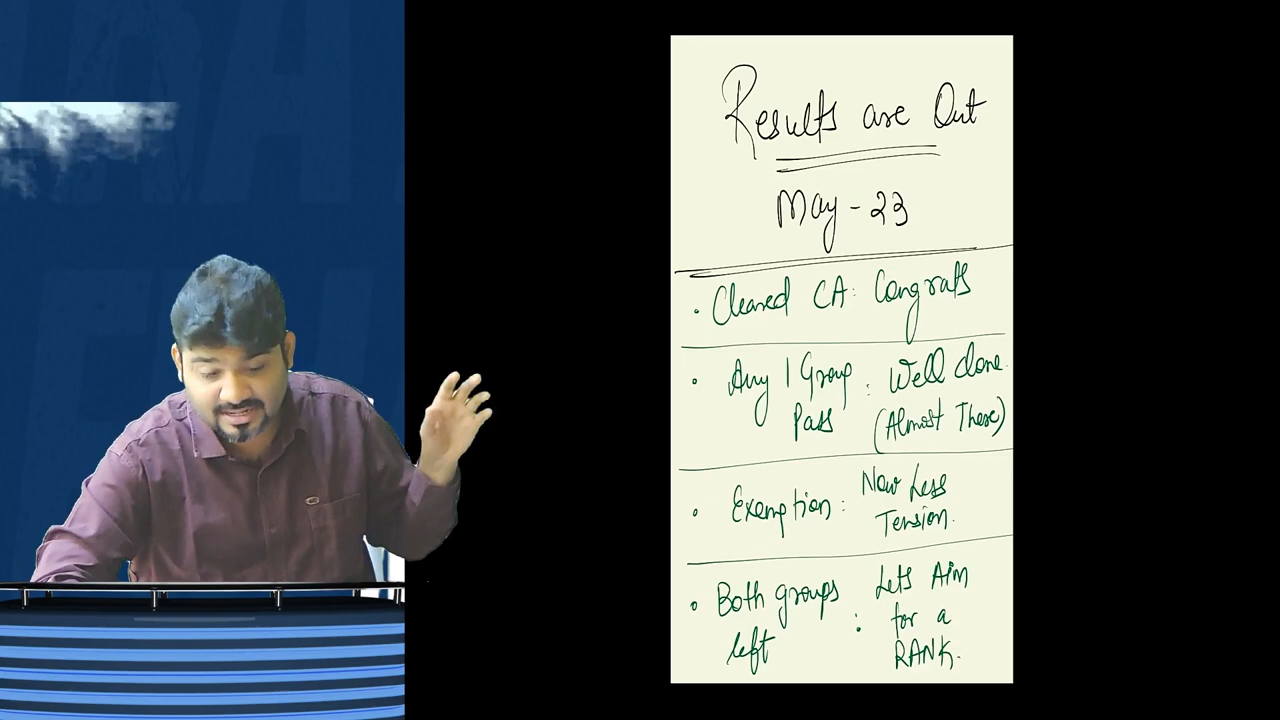 Results are Out
May - 23
• Cleared CA : Congrats
• Any 1 Group : Well done.
Pass (Almost There)
• Exemption : Now Less
Tension.
• Both groups : Lets Aim
left for a
RANK.